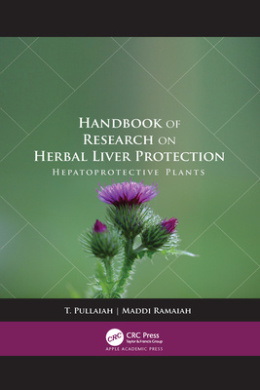 HANDBOOK OF
RESEARCH ON
HERBAL LIVER PROTECTION
HEPATOPROTECTIVE PLANTS
T. PULLAIAH | MADDI RAMAIAH
CRC CRC Press
Taylor & Francis Group
APPLE ACADEMIC PRESS